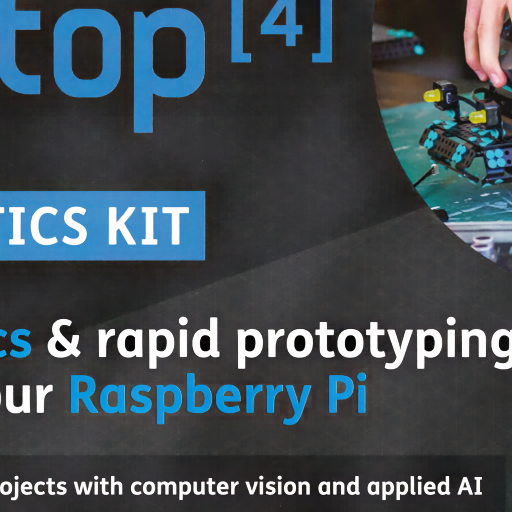 top [4]
TICS KIT
cs & rapid prototyping
our Raspberry Pi
ojects with computer vision and applied AI